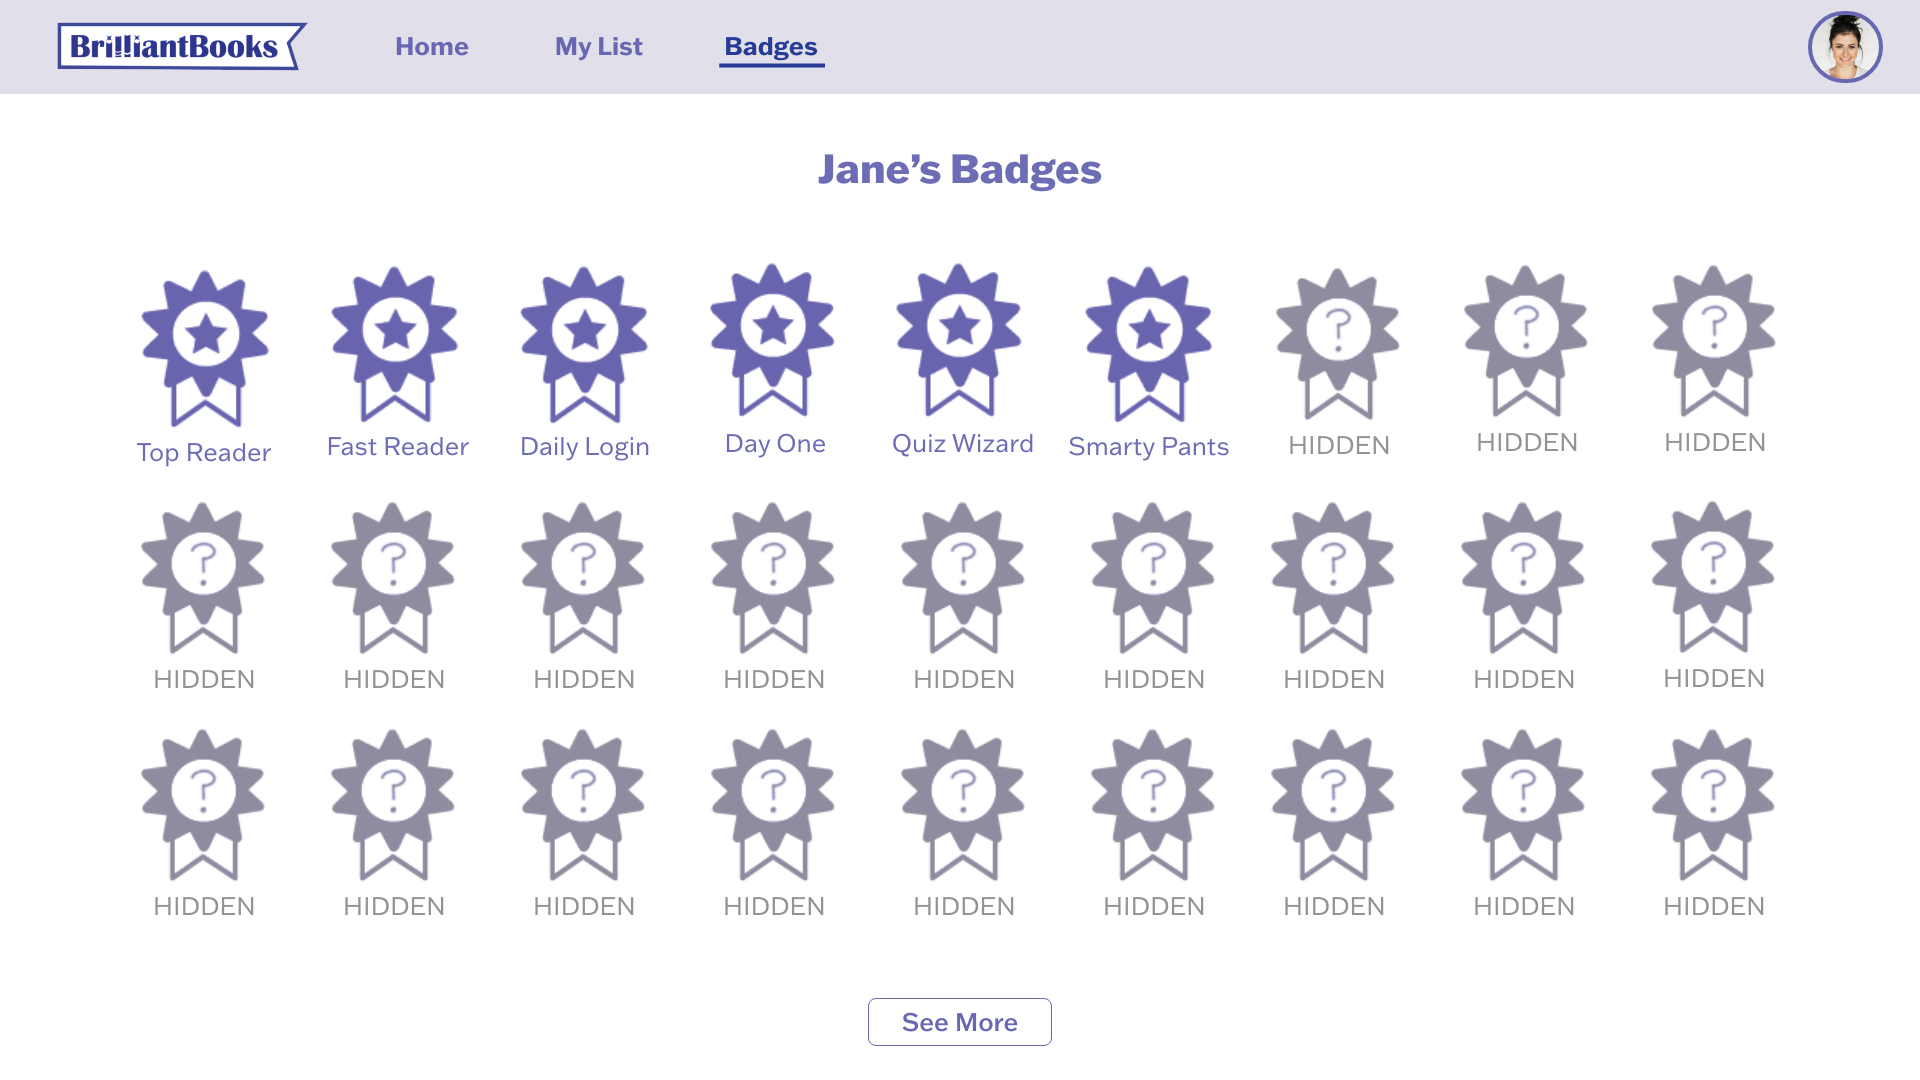 BrilliantBooks Home My List Badges
Jane’s Badges
? ? ?
Top Reader Fast Reader Daily Login Day One Quiz Wizard Smarty Pants HIDDEN HIDDEN HIDDEN
? ? ? ? ? ? ? ? ?
HIDDEN HIDDEN HIDDEN HIDDEN HIDDEN HIDDEN HIDDEN HIDDEN HIDDEN
? ? ? ? ? ? ? ? ?
HIDDEN HIDDEN HIDDEN HIDDEN HIDDEN HIDDEN HIDDEN HIDDEN HIDDEN
See More